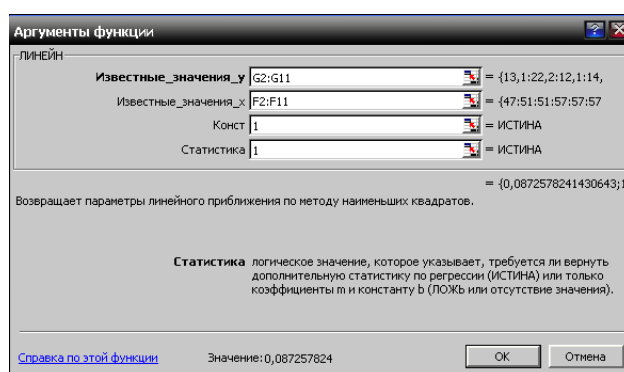 Аргументы функции
ЛИНЕЙН
Известные_значения_y G2:G11 = {13,1:22,2:12,1:14,
Известные_значения_x F2:F11 = {47:51:51:57:57:57
Конст 1 = ИСТИНА
Статистика 1 = ИСТИНА
= {0,0872578241430643;1
Возвращает параметры линейного приближения по методу наименьших квадратов.
Статистика логическое значение, которое указывает, требуется ли вернуть
дополнительную статистику по регрессии (ИСТИНА) или только
коэффициенты m и константу b (ЛОЖЬ или отсутствие значения).
Справка по этой функции Значение:0,087257824 ОК Отмена